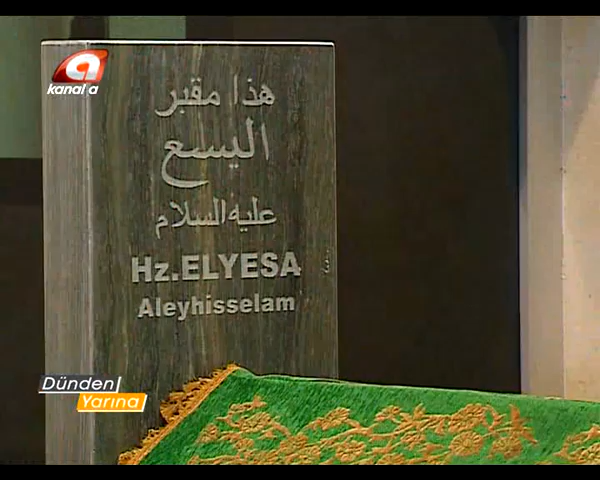 kanal a
هذا مقبر
اليسع
عليه السلام
Hz.ELYESA
Aleyhisselam
Dünden
Yarına